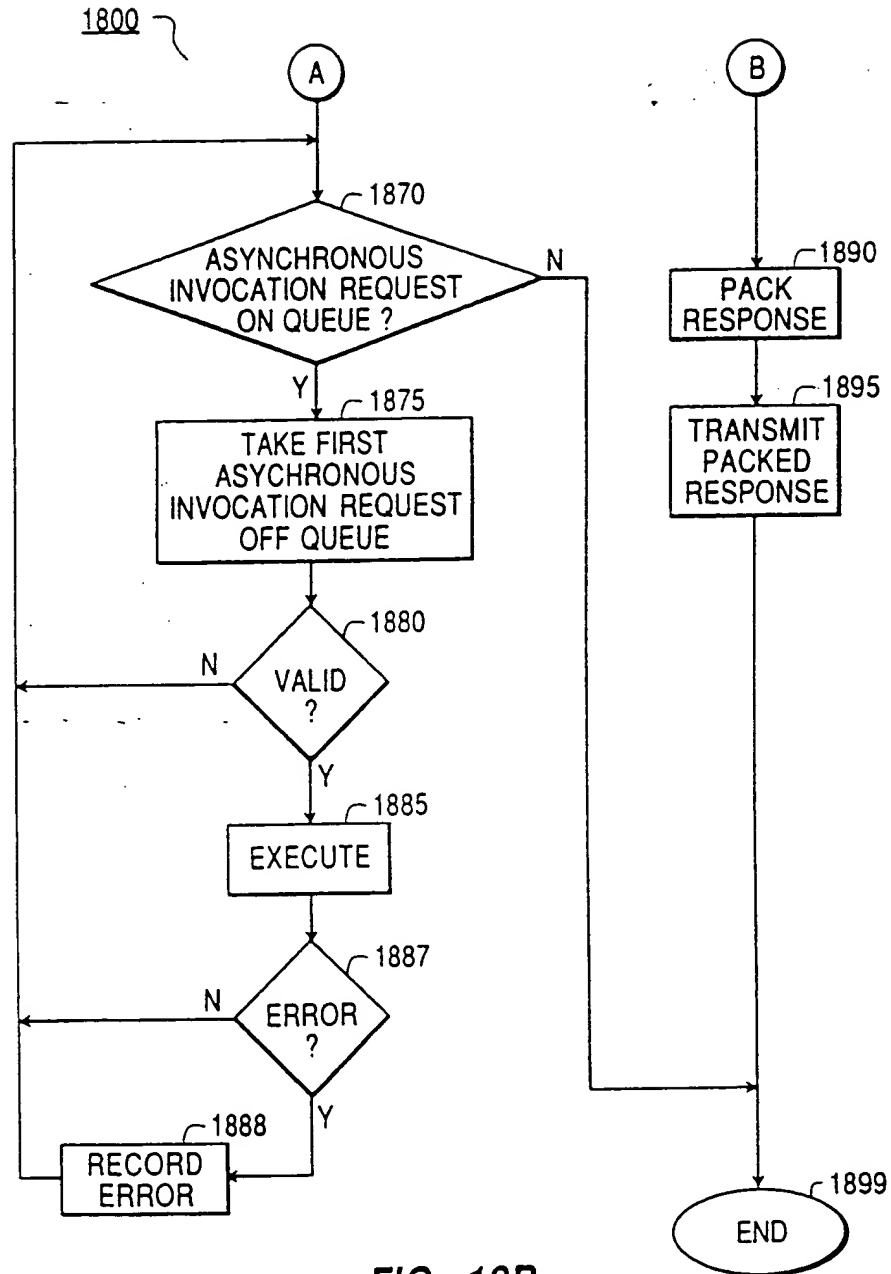 1800
A
B
1870
ASYNCHRONOUS
INVOCATION REQUEST
ON QUEUE ?
N
Y
1875
TAKE FIRST
ASYCHRONOUS
INVOCATION REQUEST
OFF QUEUE
1880
VALID
?
N
Y
1885
EXECUTE
1887
ERROR
?
N
Y
1888
RECORD
ERROR
1890
PACK
RESPONSE
1895
TRANSMIT
PACKED
RESPONSE
1899
END